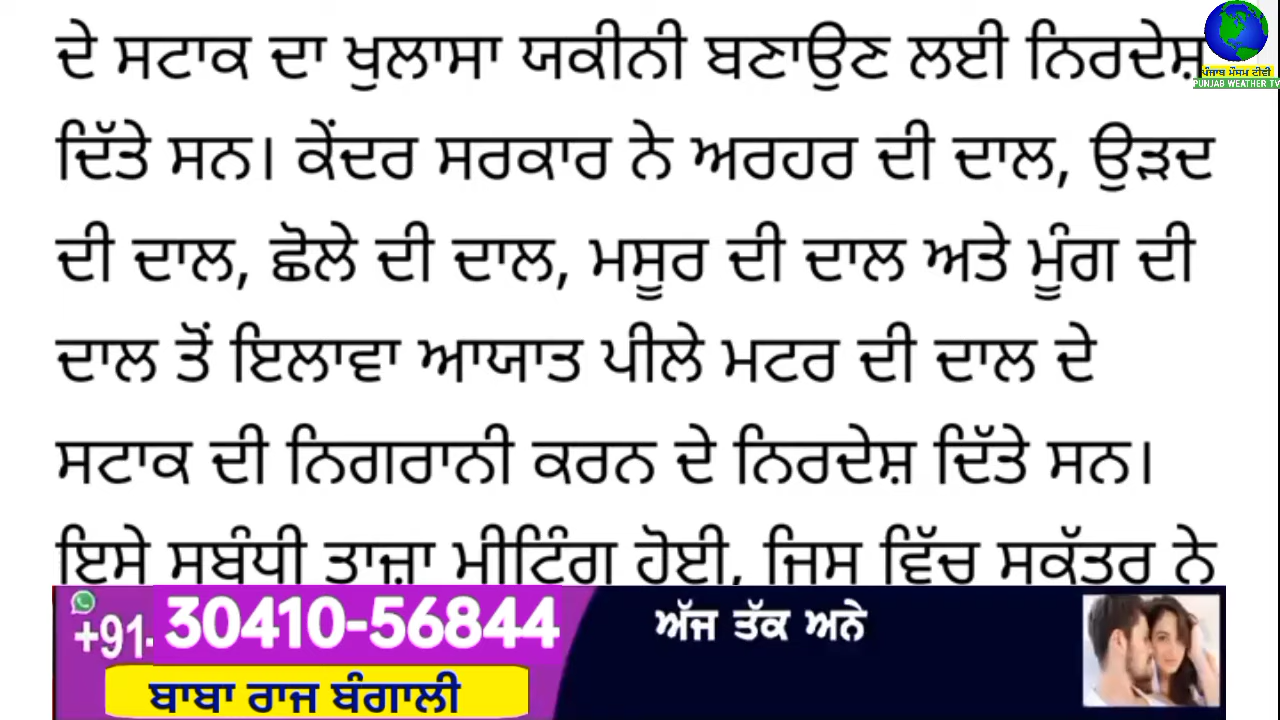 ਦੇ ਸਟਾਕ ਦਾ ਖੁਲਾਸਾ ਯਕੀਨੀ ਬਣਾਉਣ ਲਈ ਨਿਰਦੇਸ਼
ਦਿੱਤੇ ਸਨ। ਕੇਂਦਰ ਸਰਕਾਰ ਨੇ ਅਰਹਰ ਦੀ ਦਾਲ, ਉੜਦ
ਦੀ ਦਾਲ, ਛੋਲੇ ਦੀ ਦਾਲ, ਮਸੂਰ ਦੀ ਦਾਲ ਅਤੇ ਮੂੰਗ ਦੀ
ਦਾਲ ਤੋਂ ਇਲਾਵਾ ਆਯਾਤ ਪੀਲੇ ਮਟਰ ਦੀ ਦਾਲ ਦੇ
ਸਟਾਕ ਦੀ ਨਿਗਰਾਨੀ ਕਰਨ ਦੇ ਨਿਰਦੇਸ਼ ਦਿੱਤੇ ਸਨ।
ਇਸੇ ਸਬੰਧੀ ਤਾਜ਼ਾ ਮੀਟਿੰਗ ਹੋਈ, ਜਿਸ ਵਿੱਚ ਸਕੱਤਰ ਨੇ
ਪੰਜਾਬ ਮੌਸਮ ਟੀਵੀ
PUNJAB WEATHER TV
+91- 30410-56844
ਬਾਬਾ ਰਾਜ ਬੰਗਾਲੀ
ਅੱਜ ਤੱਕ ਅਨੇ